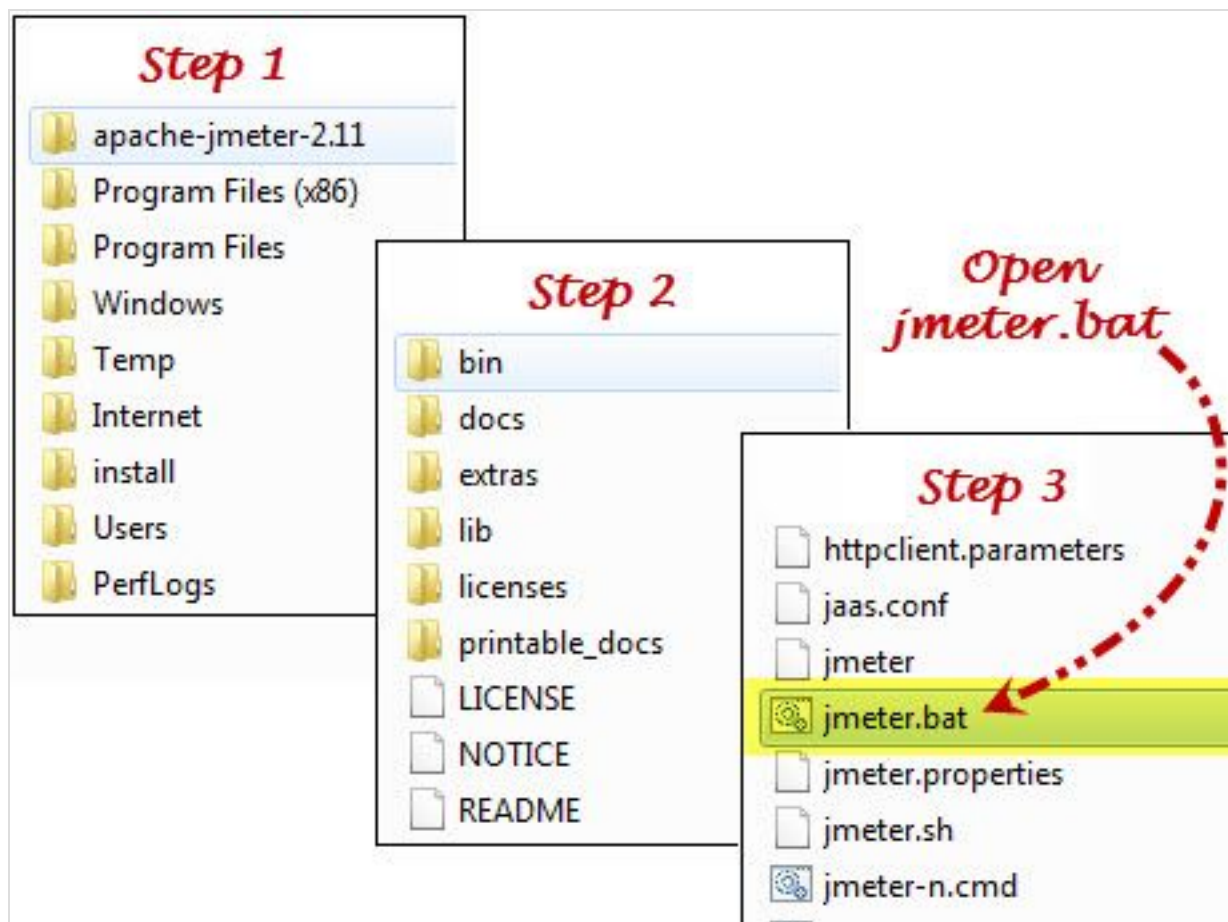 Step 1
apache-jmeter-2.11
Program Files (x86)
Program Files
Windows
Temp
Internet
install
Users
PerfLogs
Step 2
bin
docs
extras
lib
licenses
printable_docs
LICENSE
NOTICE
README
Open
jmeter.bat
Step 3
httpclient.parameters
jaas.conf
jmeter
jmeter.bat
jmeter.properties
jmeter.sh
jmeter-n.cmd